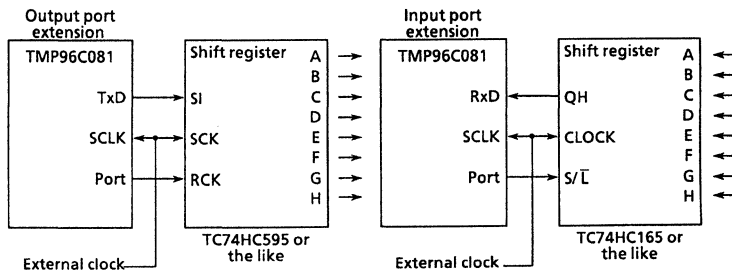 Output port
extension
TMP96C081
TxD
SCLK
Port
External clock
Shift register
SI
SCK
RCK
A
B
C
D
E
F
G
H
TC74HC595 or
the like
Input port
extension
TMP96C081
RxD
SCLK
Port
External clock
Shift register
QH
CLOCK
S/L̅
A
B
C
D
E
F
G
H
TC74HC165 or
the like